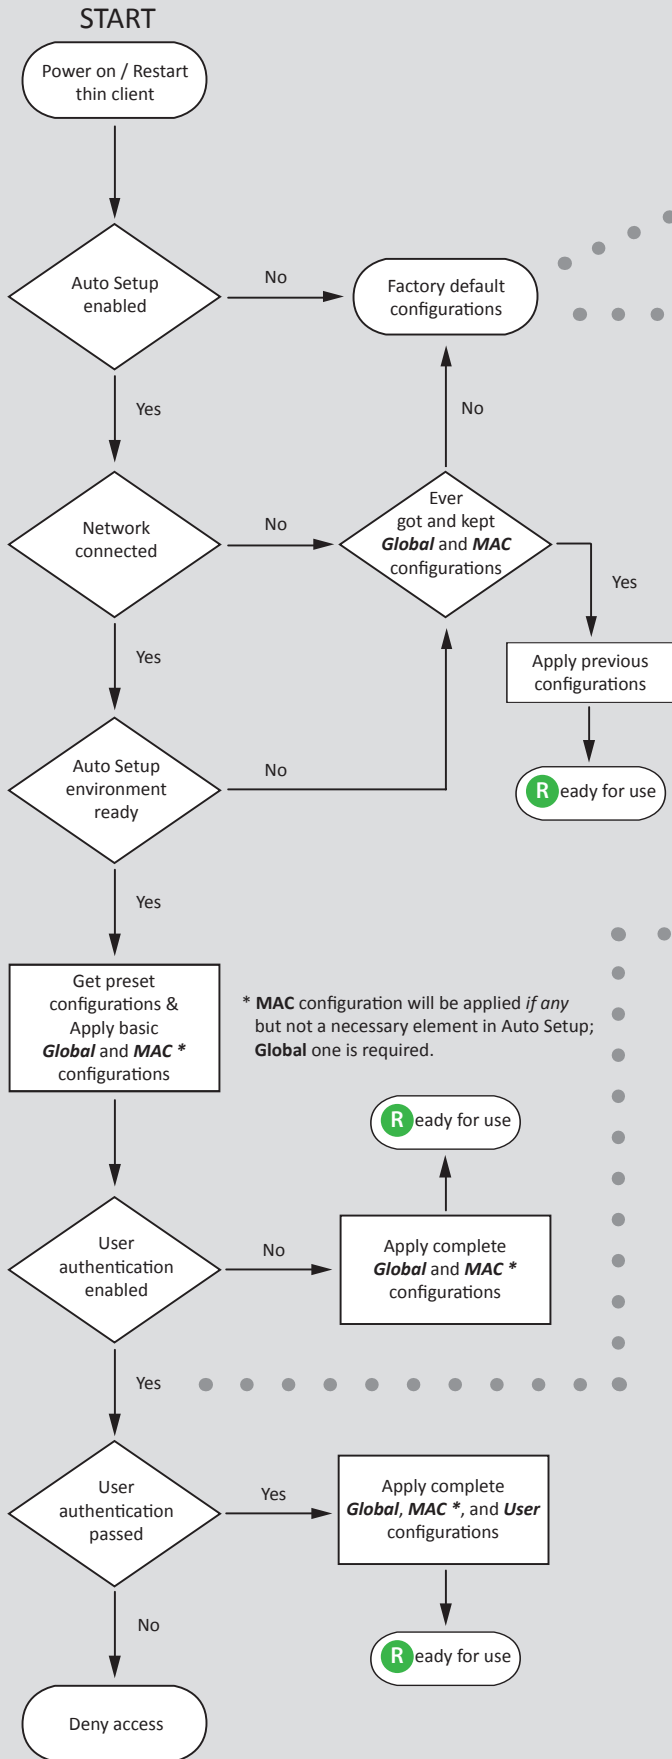 START
Power on / Restart
thin client
Auto Setup
enabled
No
Factory default
configurations
Yes
No
Network
connected
No
Ever
got and kept
Global and MAC
configurations
Yes
Yes
Apply previous
configurations
Auto Setup
environment
ready
No
Ready for use
Yes
Get preset
configurations &
Apply basic
Global and MAC *
configurations
* MAC configuration will be applied if any
but not a necessary element in Auto Setup;
Global one is required.
Ready for use
User
authentication
enabled
No
Apply complete
Global and MAC *
configurations
Yes
User
authentication
passed
Yes
Apply complete
Global, MAC *, and User
configurations
No
Ready for use
Deny access